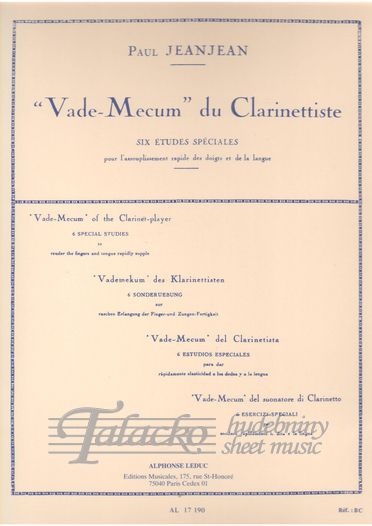 PAUL JEANJEAN
"Vade-Mecum" du Clarinettiste
SIX ÉTUDES SPÉCIALES
pour l'assouplissement rapide des doigts et de la langue
"Vade-Mecum" of the Clarinet-player
6 SPECIAL STUDIES
to
render the fingers and tongue rapidly supple
"Vademekum" des Klarinettisten
6 SONDERUEBUNG
zur
raschen Erlangung der Finger-und Zungen-Fertigkeit
"Vade-Mecum" del Clarinetista
6 ESTUDIOS ESPECIALES
para dar
rápidamente elasticidad a los dedos y a la lengua
"Vade-Mecum" del suonatore di Clarinetto
6 ESERCIZI SPECIALI
Talacko hudebniny
sheet music
ALPHONSE LEDUC
Editions Musicales, 175, rue St-Honoré
75040 Paris Cedex 01
AL 17 190
Réf.: BC